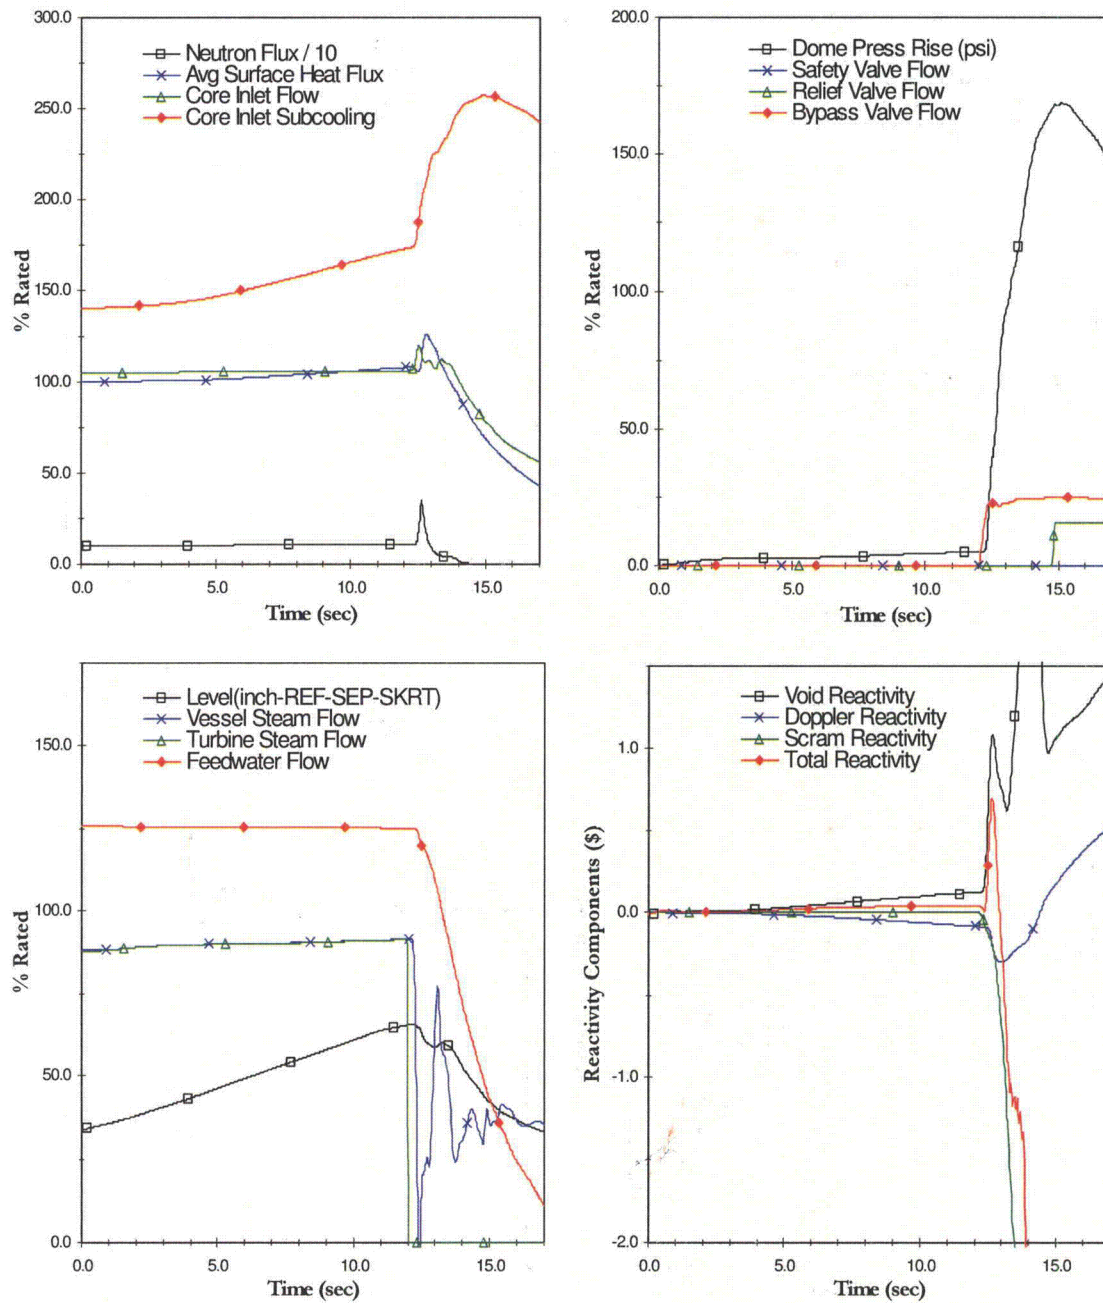 300.0
Neutron Flux / 10
Avg Surface Heat Flux
Core Inlet Flow
Core Inlet Subcooling
250.0
200.0
150.0
100.0
50.0
0.0
% Rated
0.0
5.0
10.0
15.0
Time (sec)
200.0
Dome Press Rise (psi)
Safety Valve Flow
Relief Valve Flow
Bypass Valve Flow
150.0
100.0
50.0
0.0
% Rated
0.0
5.0
10.0
15.0
Time (sec)
Level(inch-REF-SEP-SKRT)
Vessel Steam Flow
Turbine Steam Flow
Feedwater Flow
150.0
100.0
50.0
0.0
% Rated
0.0
5.0
10.0
15.0
Time (sec)
Void Reactivity
Doppler Reactivity
Scram Reactivity
Total Reactivity
1.0
0.0
-1.0
-2.0
Reactivity Components ($)
0.0
5.0
10.0
15.0
Time (sec)